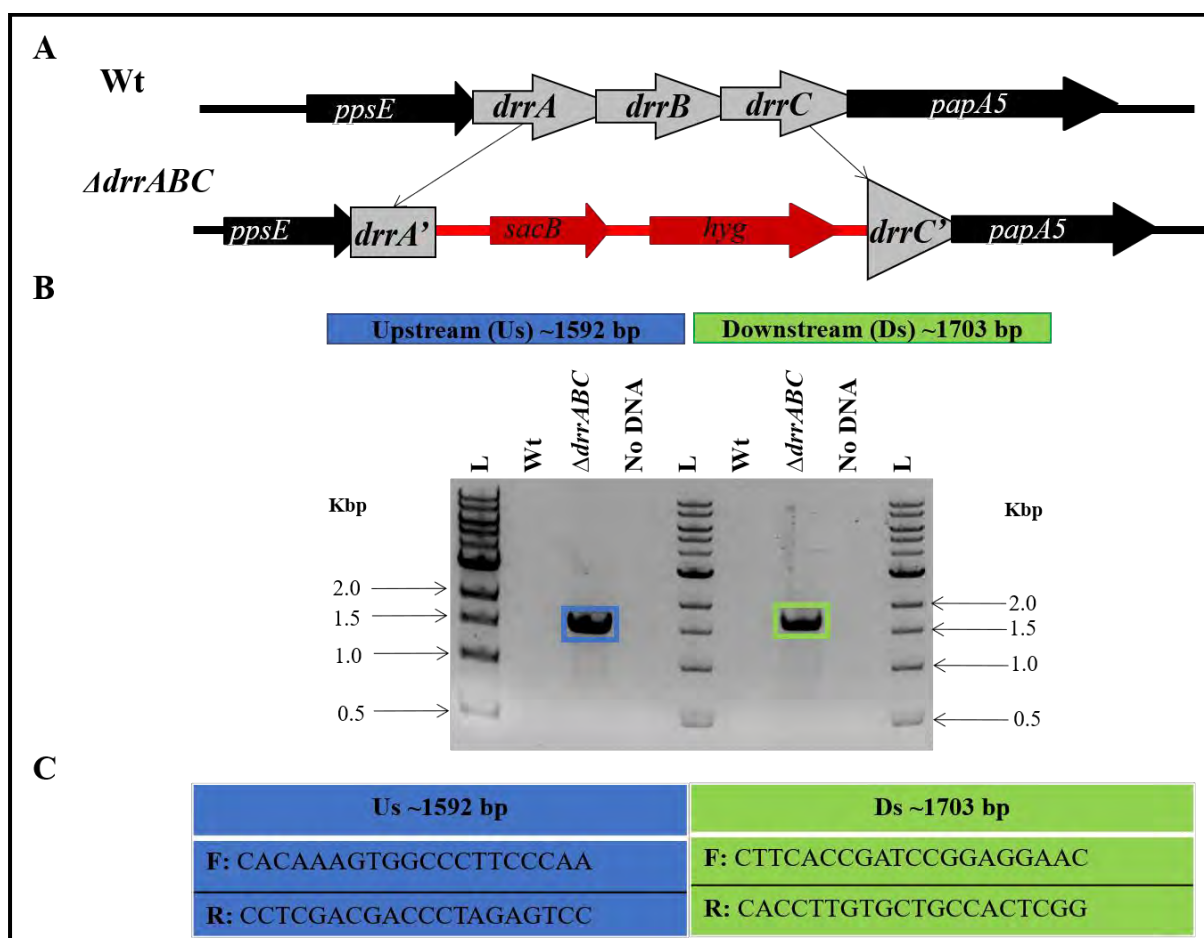 A
Wt
ppsE drrA drrB drrC papA5
ΔdrrABC
ppsE drrA’ sacB hyg drrC’ papA5
B
Upstream (Us) ~1592 bp Downstream (Ds) ~1703 bp
L Wt ΔdrrABC No DNA L Wt ΔdrrABC No DNA L
Kbp Kbp
2.0 2.0
1.5 1.5
1.0 1.0
0.5 0.5
C
Us ~1592 bp Ds ~1703 bp
F: CACAAAGTGGCCCTTCCCAA F: CTTCACCGATCCGGAGGAAC
R: CCTCGACGACCCTAGAGTCC R: CACCTTGTGCTGCCACTCGG